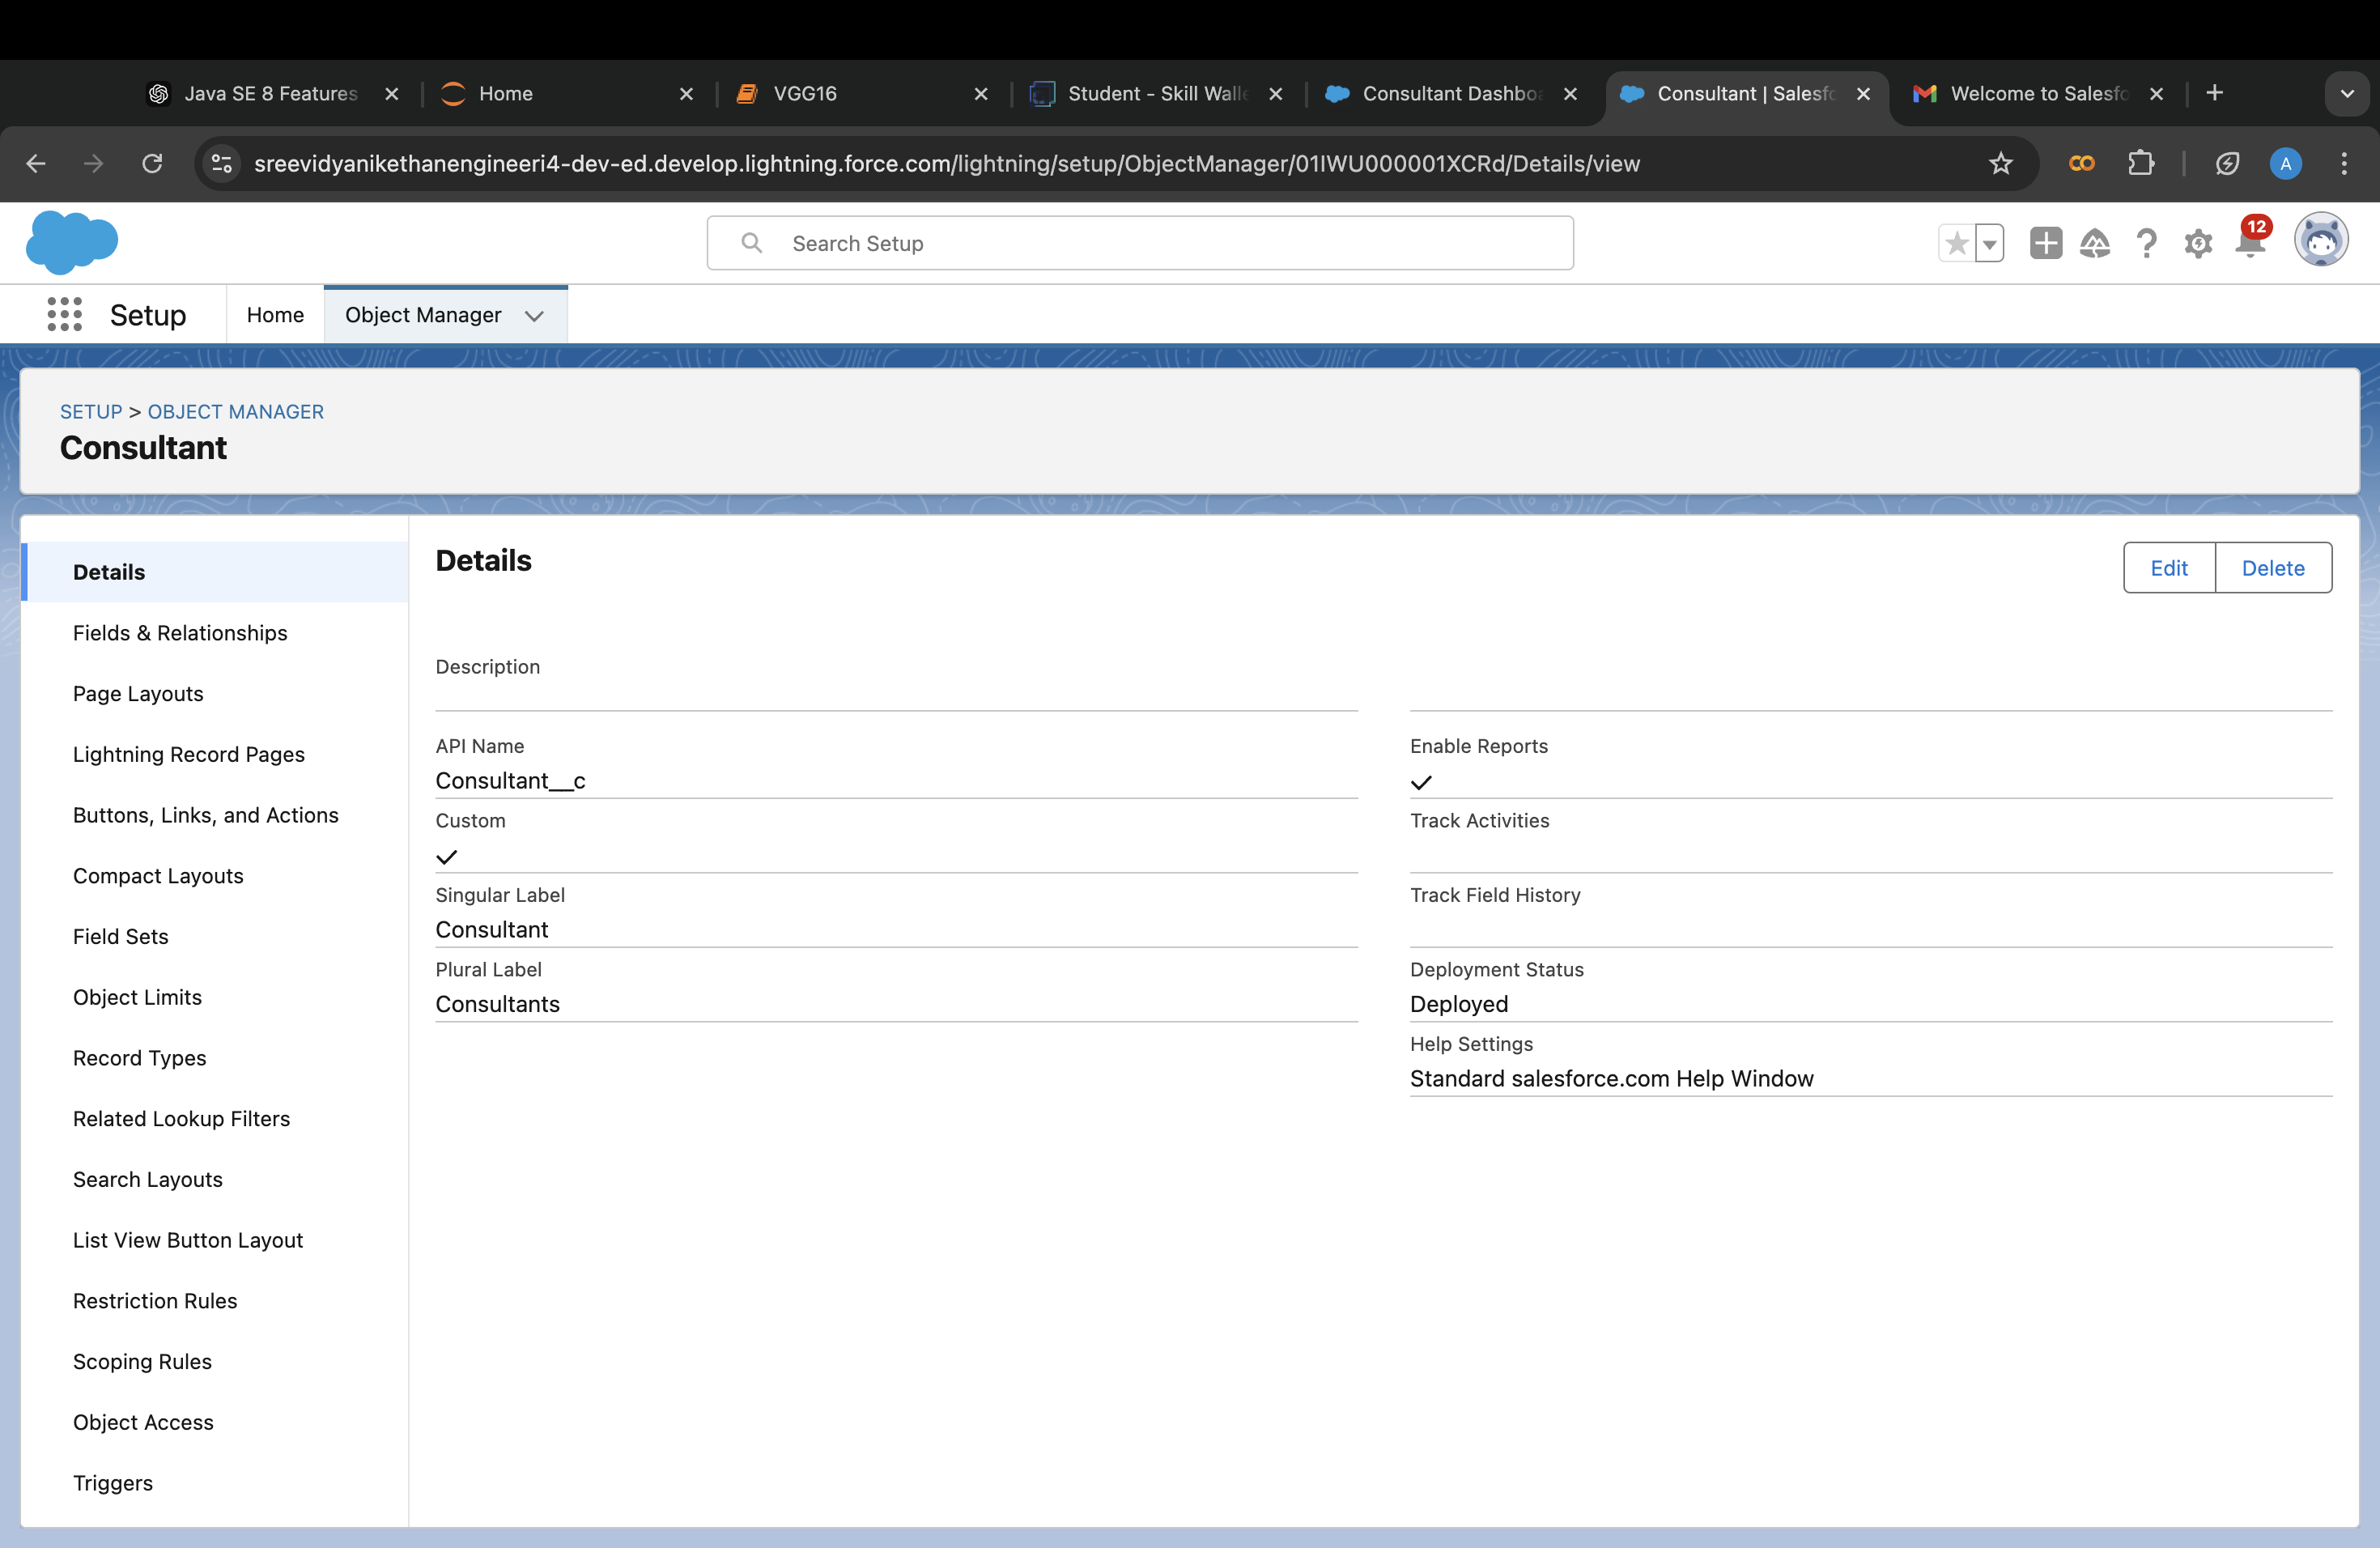 Java SE 8 Features
Home
VGG16
Student - Skill Walle
Consultant Dashboa
Consultant | Salesfo
Welcome to Salesfo
sreevidyanikethanengineeri4-dev-ed.develop.lightning.force.com/lightning/setup/ObjectManager/01IWU000001XCRd/Details/view
A
Search Setup
12
Setup
Home
Object Manager
SETUP > OBJECT MANAGER
Consultant
Details
Fields & Relationships
Page Layouts
Lightning Record Pages
Buttons, Links, and Actions
Compact Layouts
Field Sets
Object Limits
Record Types
Related Lookup Filters
Search Layouts
List View Button Layout
Restriction Rules
Scoping Rules
Object Access
Triggers
Details
Edit
Delete
Description
API Name
Consultant__c
Custom
Singular Label
Consultant
Plural Label
Consultants
Enable Reports
Track Activities
Track Field History
Deployment Status
Deployed
Help Settings
Standard salesforce.com Help Window